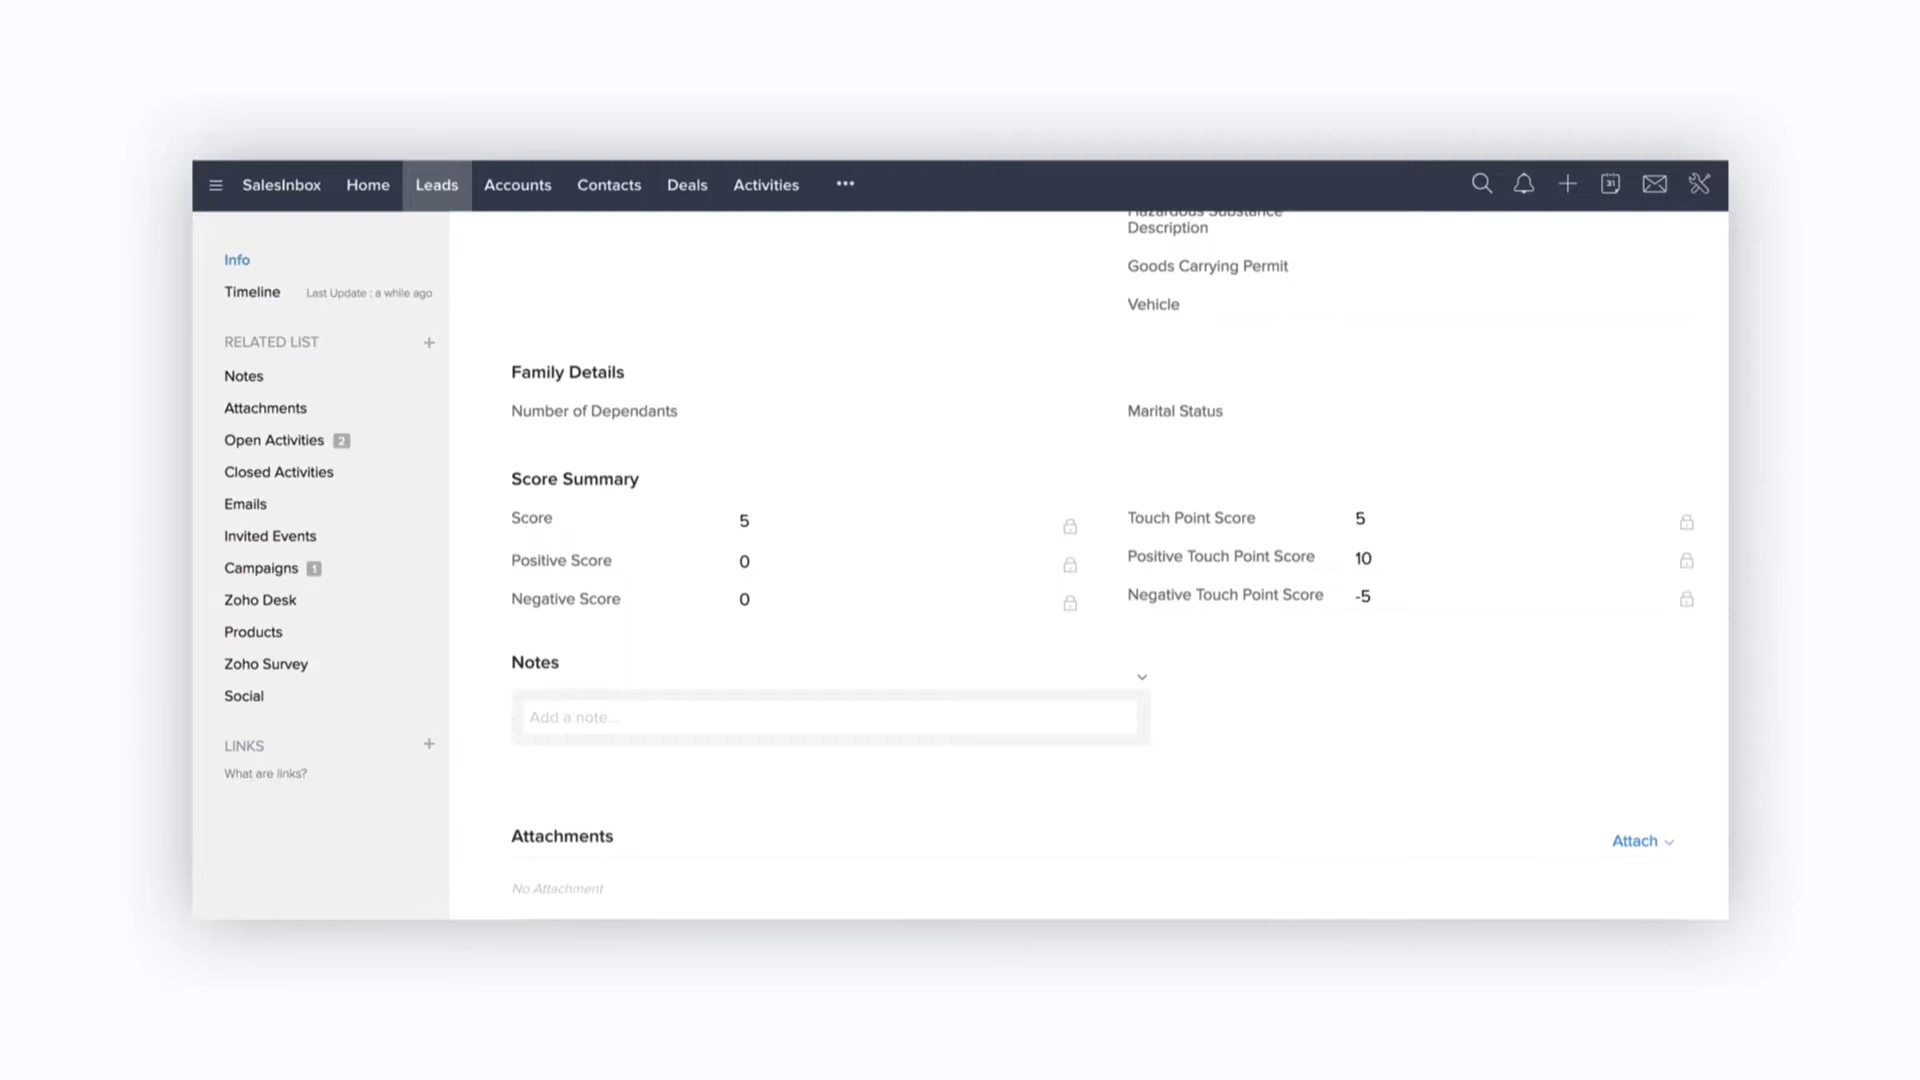 SalesInbox Home Leads Accounts Contacts Deals Activities ••• 31
Info
Timeline Last Update : a while ago
RELATED LIST +
Notes
Attachments
Open Activities 2
Closed Activities
Emails
Invited Events
Campaigns 1
Zoho Desk
Products
Zoho Survey
Social
LINKS +
What are links?
Hazardous Substance
Description
Goods Carrying Permit
Vehicle
Family Details
Number of Dependants
Marital Status
Score Summary
Score 5
Positive Score 0
Negative Score 0
Touch Point Score 5
Positive Touch Point Score 10
Negative Touch Point Score -5
Notes
Add a note...
Attachments
Attach
No Attachment